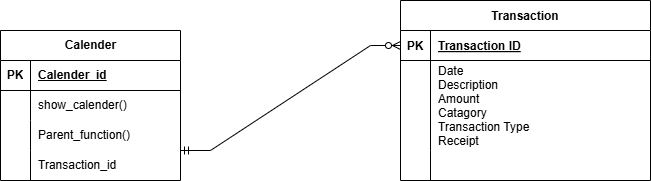 Calender
PK Calender_id
show_calender()
Parent_function()
Transaction_id
Transaction
PK Transaction ID
Date
Description
Amount
Catagory
Transaction Type
Receipt